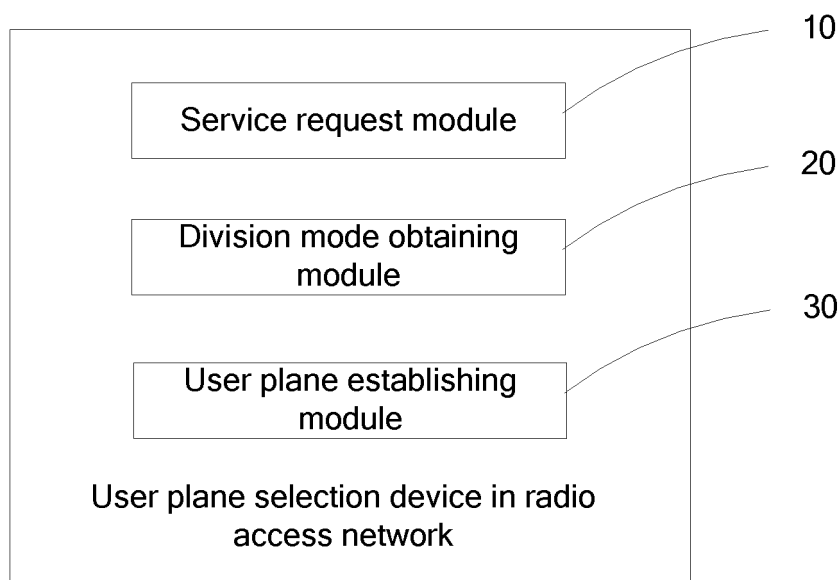 10
Service request module
20
Division mode obtaining
module
30
User plane establishing
module
User plane selection device in radio
access network